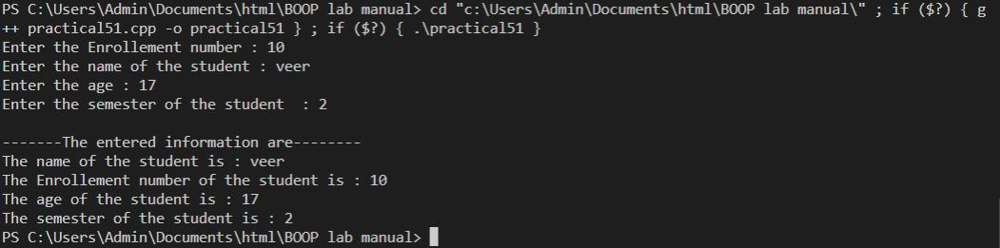 PS C:\Users\Admin\Documents\html\BOOP lab manual> cd "c:\Users\Admin\Documents\html\BOOP lab manual\" ; if ($?) { g
++ practical51.cpp -o practical51 } ; if ($?) { .\practical51 }
Enter the Enrollement number : 10
Enter the name of the student : veer
Enter the age : 17
Enter the semester of the student  : 2

-------The entered information are--------
The name of the student is : veer
The Enrollement number of the student is : 10
The age of the student is : 17
The semester of the student is : 2
PS C:\Users\Admin\Documents\html\BOOP lab manual>